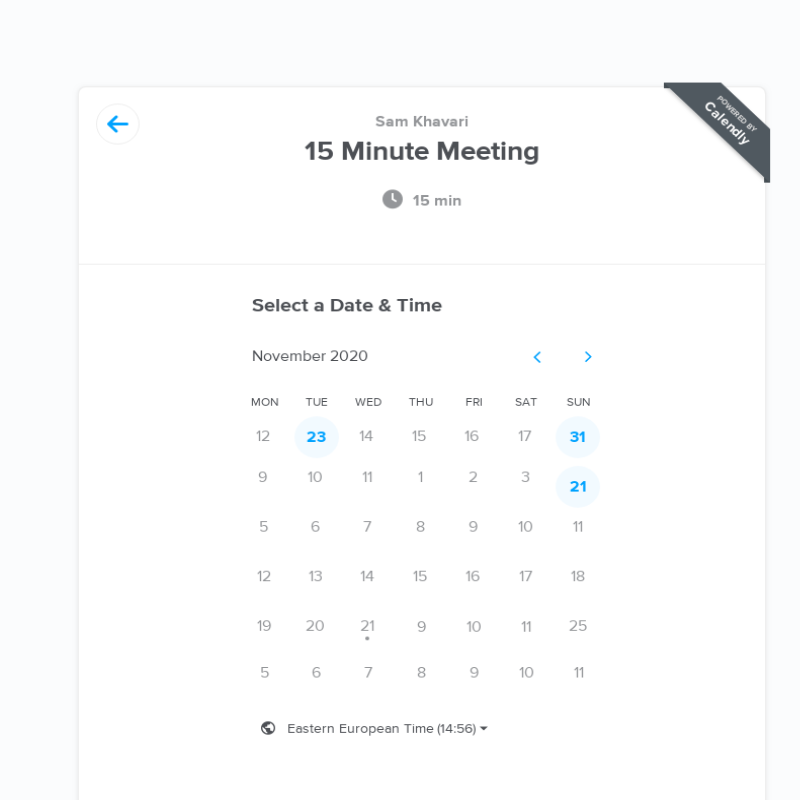 POWERED BY
Calendly
Sam Khavari
15 Minute Meeting
15 min
Select a Date & Time
November 2020
MON TUE WED THU FRI SAT SUN
12 23 14 15 16 17 31
9 10 11 1 2 3 21
5 6 7 8 9 10 11
12 13 14 15 16 17 18
19 20 21 9 10 11 25
5 6 7 8 9 10 11
Eastern European Time (14:56)